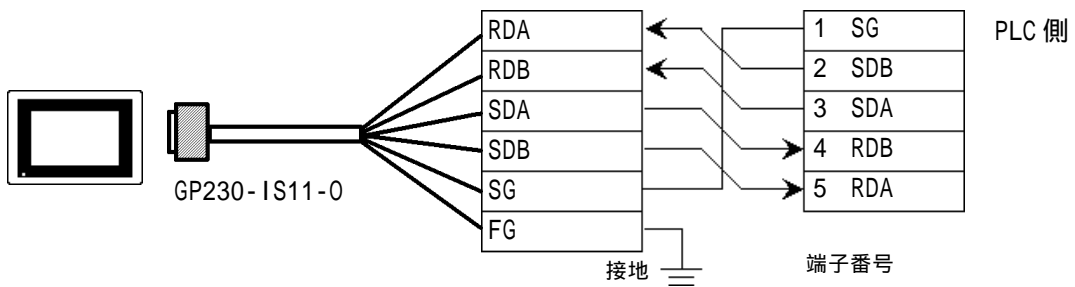 RDA
RDB
SDA
SDB
SG
FG
GP230-IS11-O
接地
1 SG
2 SDB
3 SDA
4 RDB
5 RDA
PLC 側
端子番号